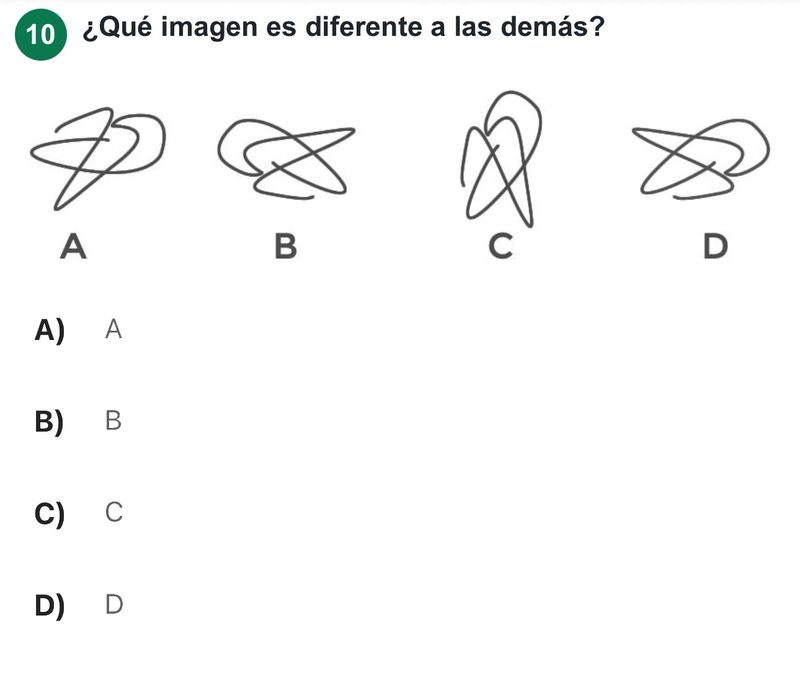 10 ¿Qué imagen es diferente a las demás?
A B C D
A) A
B) B
C) C
D) D